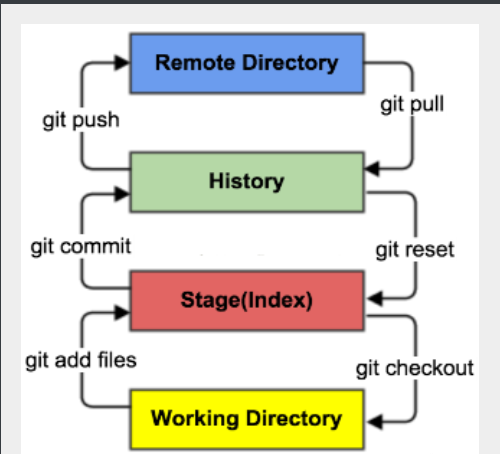 Remote Directory
git pull
git push
History
git commit
git reset
Stage(Index)
git add files
git checkout
Working Directory